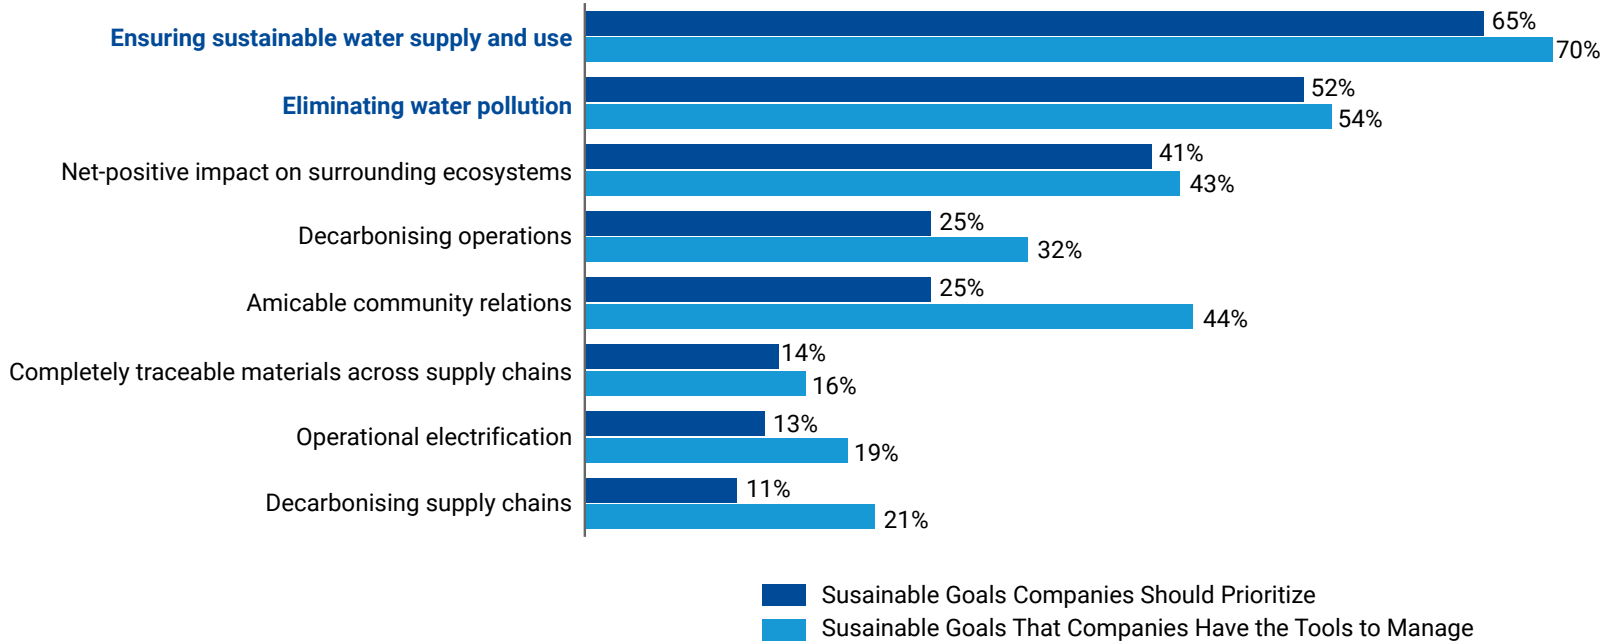 Ensuring sustainable water supply and use
65%
70%
Eliminating water pollution
52%
54%
Net-positive impact on surrounding ecosystems
41%
43%
Decarbonising operations
25%
32%
Amicable community relations
25%
44%
Completely traceable materials across supply chains
14%
16%
Operational electrification
13%
19%
Decarbonising supply chains
11%
21%
Susainable Goals Companies Should Prioritize
Susainable Goals That Companies Have the Tools to Manage